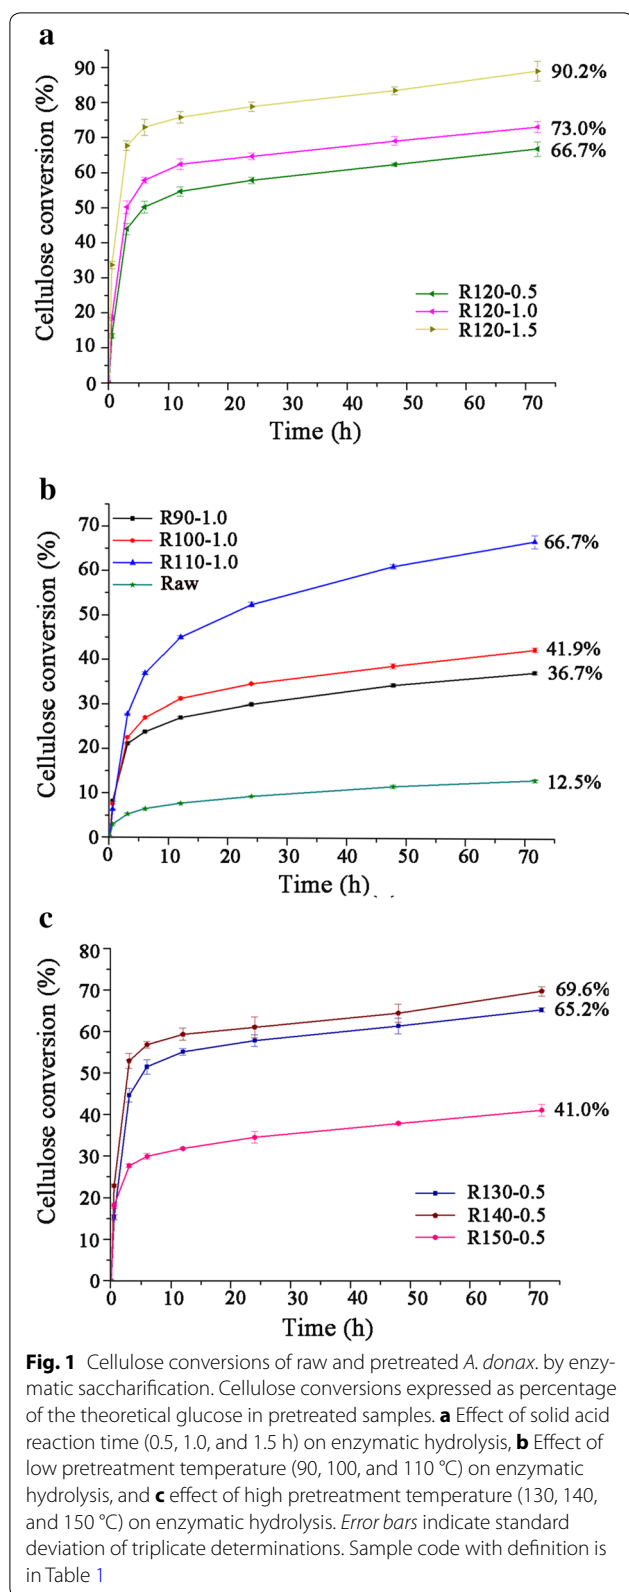 a
90
80
70
60
50
40
30
20
10
0
Cellulose conversion (%)
90.2%
73.0%
66.7%
R120-0.5
R120-1.0
R120-1.5
0 10 20 30 40 50 60 70
Time (h)
b
70
60
50
40
30
20
10
0
Cellulose conversion (%)
R90-1.0
R100-1.0
R110-1.0
Raw
66.7%
41.9%
36.7%
12.5%
0 10 20 30 40 50 60 70
Time (h)
c
80
70
60
50
40
30
20
10
0
Cellulose conversion (%)
69.6%
65.2%
41.0%
R130-0.5
R140-0.5
R150-0.5
0 10 20 30 40 50 60 70
Time (h)
Fig. 1 Cellulose conversions of raw and pretreated A. donax. by enzy-
matic saccharification. Cellulose conversions expressed as percentage
of the theoretical glucose in pretreated samples. a Effect of solid acid
reaction time (0.5, 1.0, and 1.5 h) on enzymatic hydrolysis, b Effect of
low pretreatment temperature (90, 100, and 110 °C) on enzymatic
hydrolysis, and c effect of high pretreatment temperature (130, 140,
and 150 °C) on enzymatic hydrolysis. Error bars indicate standard
deviation of triplicate determinations. Sample code with definition is
in Table 1